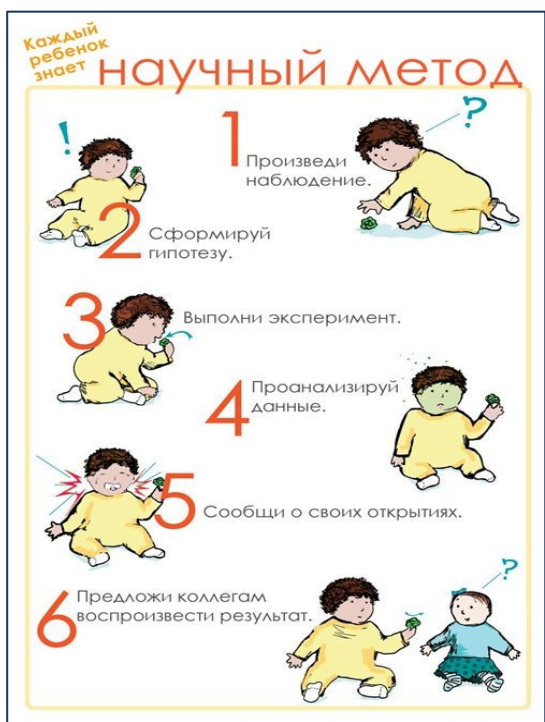 Каждый
ребенок
знает
научный метод
!
?
1
Произведи
наблюдение.
2
Сформируй
гипотезу.
3
Выполни эксперимент.
4
Проанализируй
данные.
5
Сообщи о своих открытиях.
6
Предложи коллегам
воспроизвести результат.
?